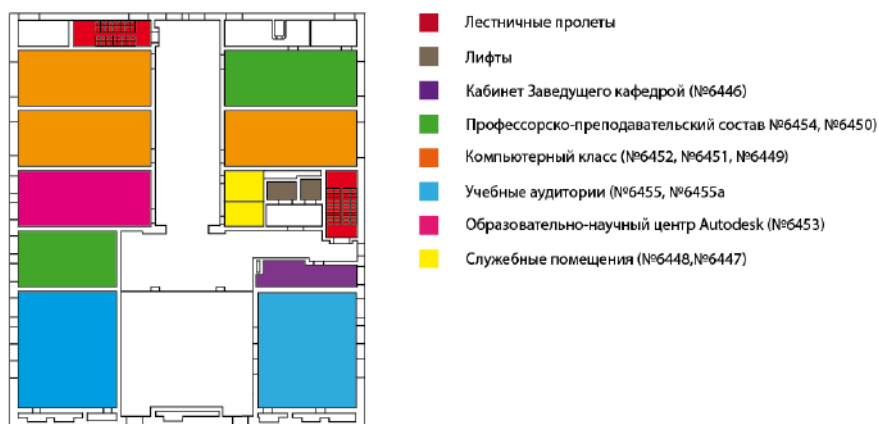 Лестничные пролеты
Лифты
Кабинет Заведущего кафедрой (№6446)
Профессорско-преподавательский состав №6454, №6450)
Компьютерный класс (№6452, №6451, №6449)
Учебные аудитории (№6455, №6455а
Образовательно-научный центр Autodesk (№6453)
Служебные помещения (№6448,№6447)